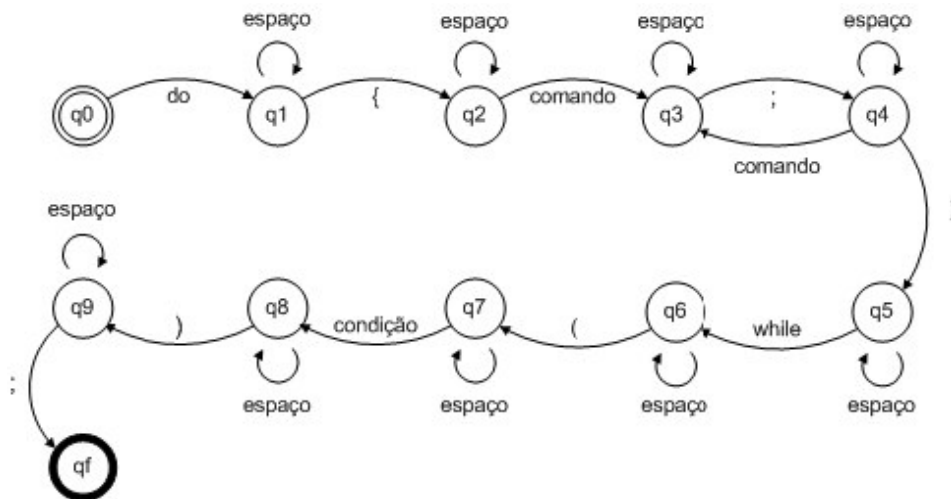 espaço espaço espaço espaço
do { comando ;
q0 q1 q2 q3 q4
comando
espaço
q9 q8 q7 q6 q5
) condição ( while
;
espaço espaço espaço espaço
qf